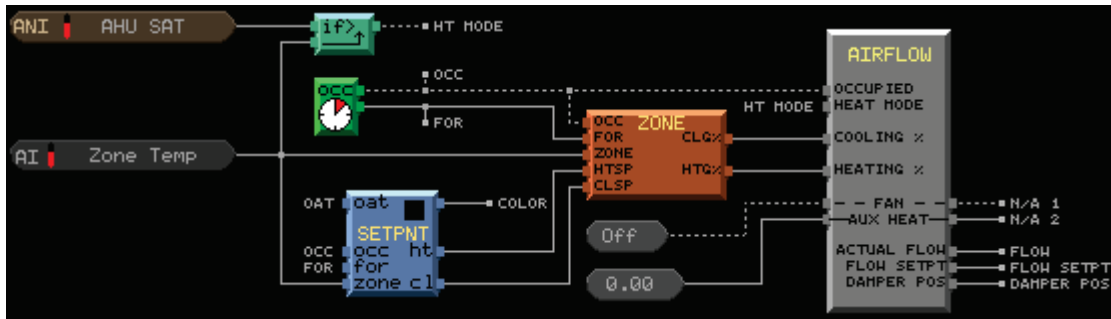 ANI AHU SAT
if>
HT MODE
AIRFLOW
OCC
OCC
FOR
OCCUPIED
HT MODE HEAT MODE
OCC ZONE
FOR CLG%
ZONE
HTSP HTG%
CLSP
COOLING %
HEATING %
AI Zone Temp
OAT oat
COLOR
SETPNT
OCC occ ht
FOR for
zone cl
Off
0.00
FAN
N/A 1
AUX HEAT
N/A 2
ACTUAL FLOW
FLOW
FLOW SETPT
FLOW SETPT
DAMPER POS
DAMPER POS